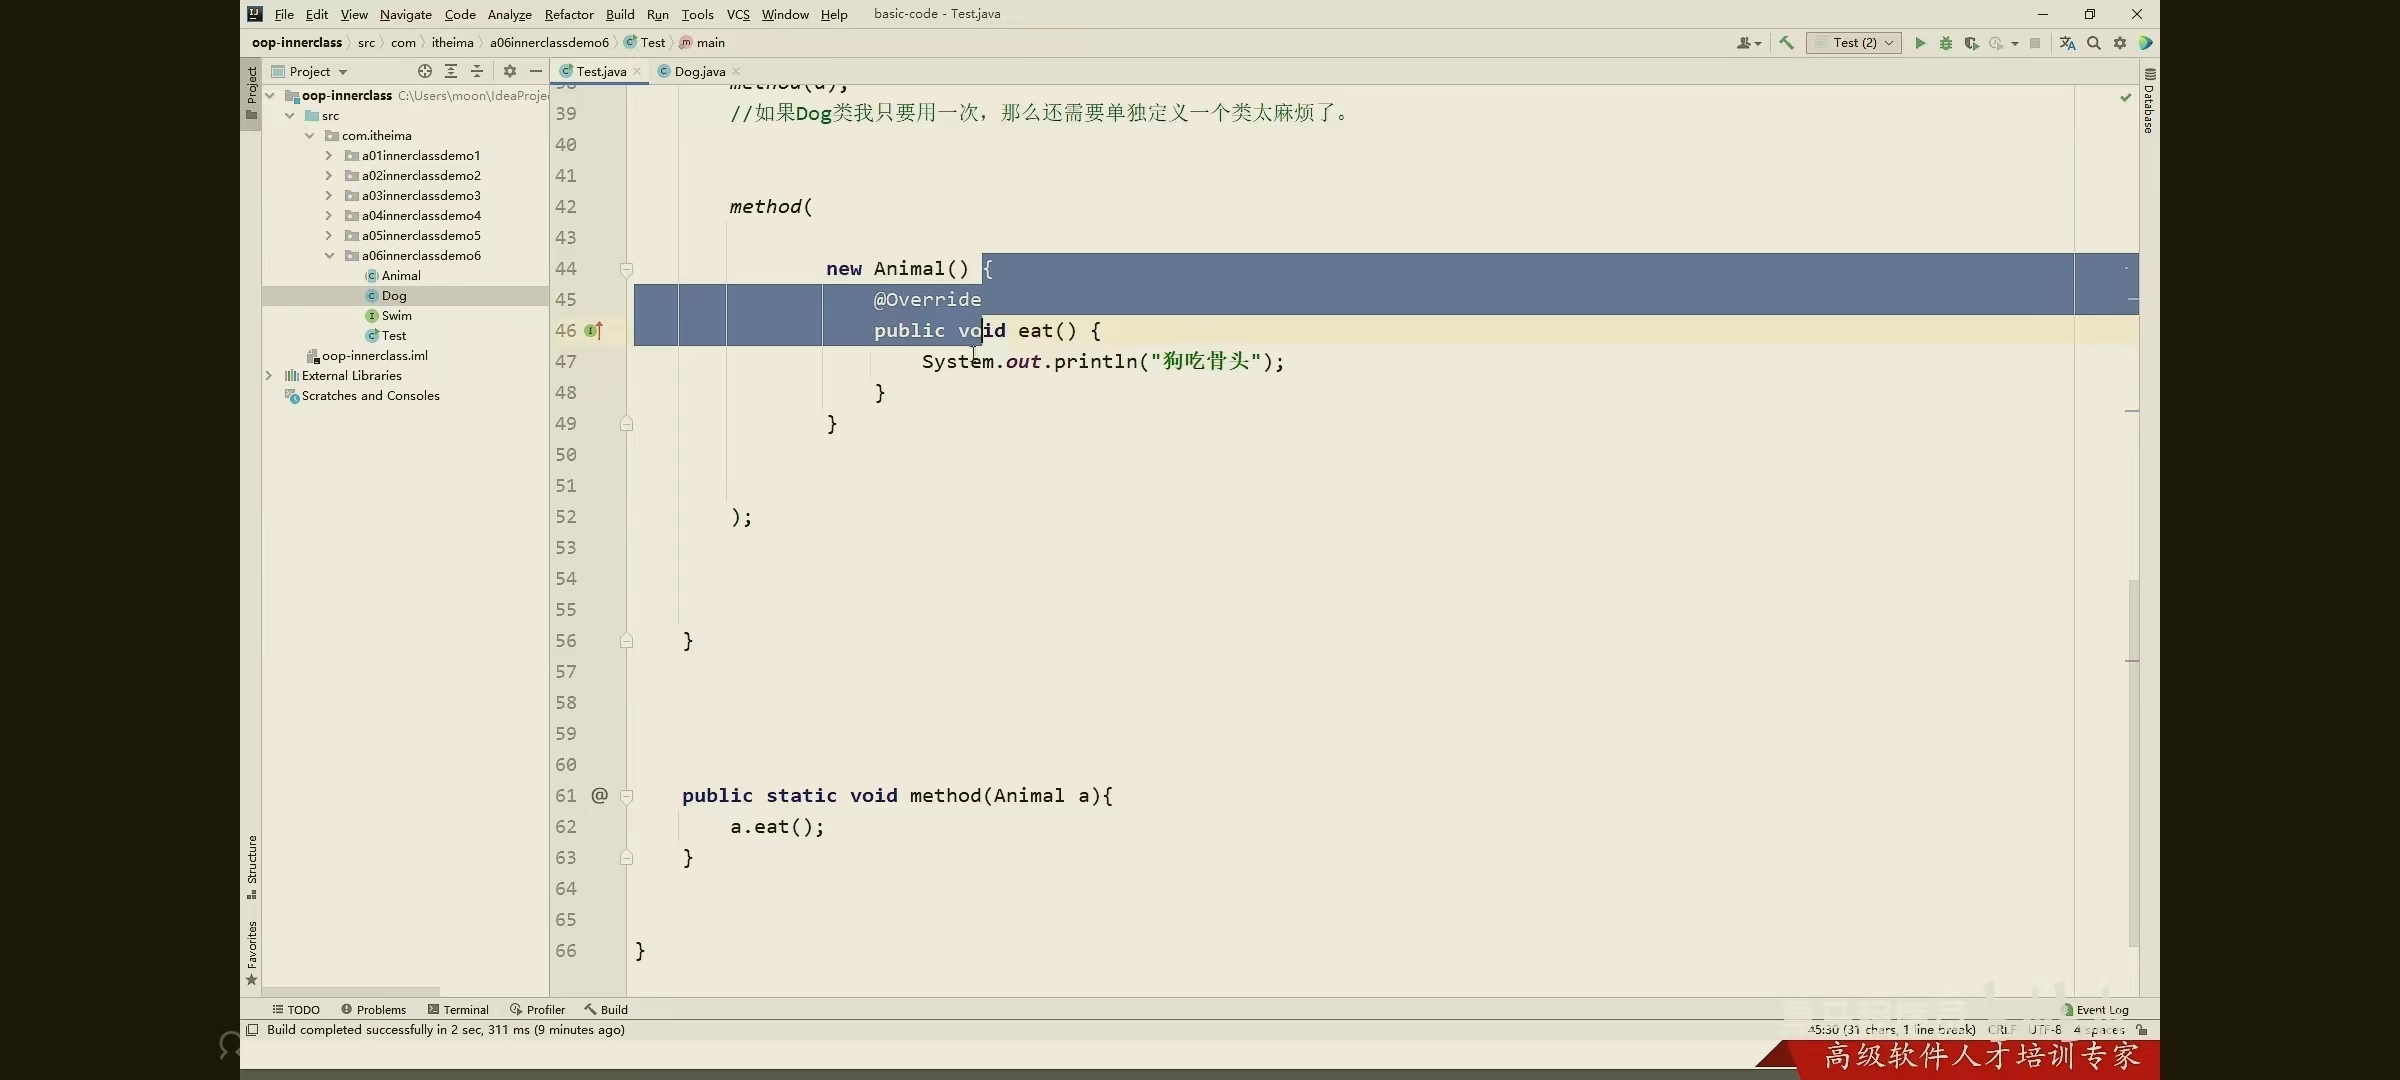 File Edit View Navigate Code Analyze Refactor Build Run Tools VCS Window Help basic-code - Test.java
oop-innerclass src com itheima a06innerclassdemo6 Test main
Test (2)
Project
Project
Test.java
Dog.java
Database
oop-innerclass C:\Users\moon\IdeaProje
src
com.itheima
a01innerclassdemo1
a02innerclassdemo2
a03innerclassdemo3
a04innerclassdemo4
a05innerclassdemo5
a06innerclassdemo6
Animal
Dog
Swim
Test
oop-innerclass.iml
External Libraries
Scratches and Consoles
Structure
Favorites
38 method(d);
39 //如果Dog类我只要用一次，那么还需要单独定义一个类太麻烦了。
40
41
42 method(
43
44 new Animal() {
45 @Override
46 public void eat() {
47 System.out.println("狗吃骨头");
48 }
49 }
50
51
52 );
53
54
55
56 }
57
58
59
60
61 @ public static void method(Animal a){
62 a.eat();
63 }
64
65
66 }
TODO Problems Terminal Profiler Build
Event Log
Build completed successfully in 2 sec, 311 ms (9 minutes ago)
45:30 (31 chars, 1 line break) CRLF UTF-8 4 spaces
高级软件人才培训专家